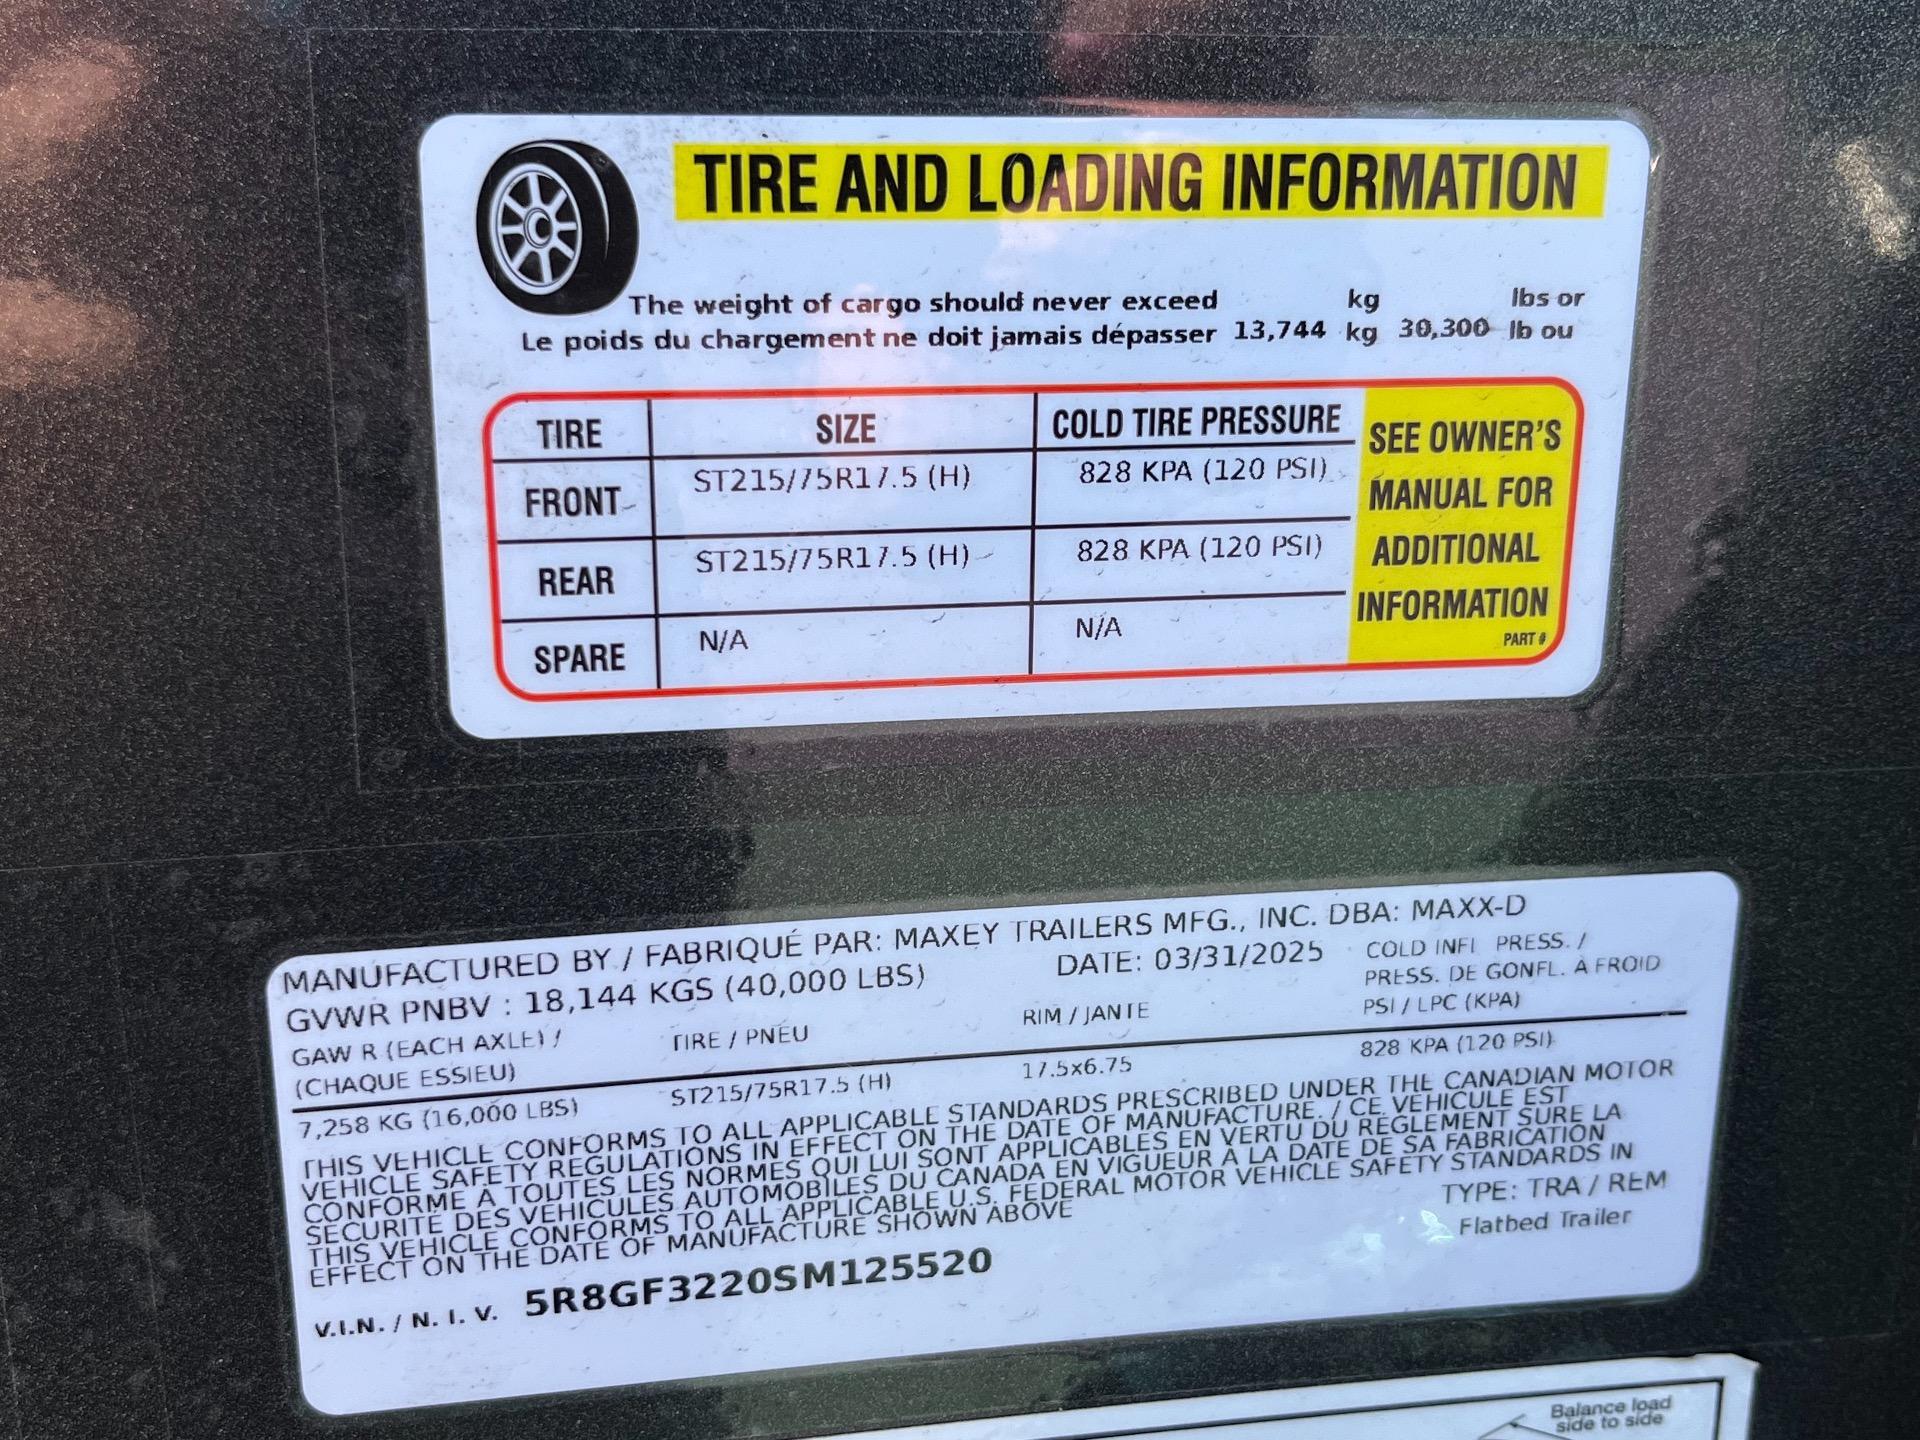 TIRE AND LOADING INFORMATION
The weight of cargo should never exceed kg lbs or
Le poids du chargement ne doit jamais dépasser 13,744 kg 30,300 lb ou
TIRE SIZE COLD TIRE PRESSURE
FRONT ST215/75R17.5 (H) 828 KPA (120 PSI)
REAR ST215/75R17.5 (H) 828 KPA (120 PSI)
SPARE N/A N/A
SEE OWNER'S
MANUAL FOR
ADDITIONAL
INFORMATION
PART #
MANUFACTURED BY / FABRIQUÉ PAR: MAXEY TRAILERS MFG., INC. DBA: MAXX-D
GVWR PNBV : 18,144 KGS (40,000 LBS) DATE: 03/31/2025
COLD INFL PRESS. /
PRESS. DE GONFL. À FROID
PSI / LPC (KPA)
GAW R (EACH AXLE) / TIRE / PNEU RIM / JANTE
(CHAQUE ESSIEU)
7,258 KG (16,000 LBS) ST215/75R17.5 (H) 17.5x6.75 828 KPA (120 PSI)
THIS VEHICLE CONFORMS TO ALL APPLICABLE STANDARDS PRESCRIBED UNDER THE CANADIAN MOTOR
VEHICLE SAFETY REGULATIONS IN EFFECT ON THE DATE OF MANUFACTURE. / CE VEHICULE EST
CONFORME A TOUTES LES NORMES QUI LUI SONT APPLICABLES EN VERTU DU REGLEMENT SURE LA
SECURITE DES VEHICULES AUTOMOBILES DU CANADA EN VIGUEUR A LA DATE DE SA FABRICATION
THIS VEHICLE CONFORMS TO ALL APPLICABLE U.S. FEDERAL MOTOR VEHICLE SAFETY STANDARDS IN
EFFECT ON THE DATE OF MANUFACTURE SHOWN ABOVE
TYPE: TRA / REM
Flatbed Trailer
V.I.N. / N. I. V. 5R8GF3220SM125520
Balance load
side to side